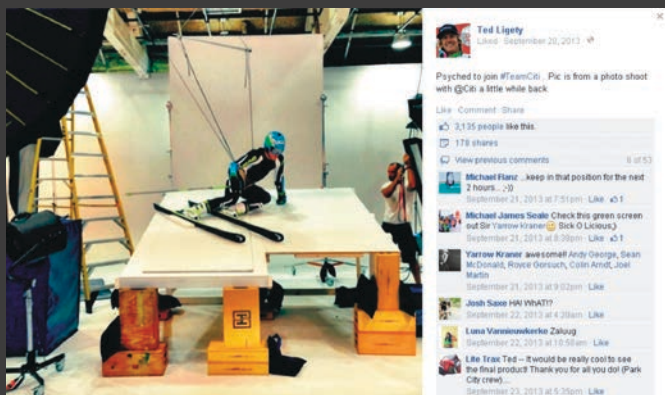 Ted Ligety
Liked · September 20, 2013 ·
Psyched to join #TeamCiti . Pic is from a photo shoot
with @Citi a little while back
Like · Comment · Share
3,135 people like this.
178 shares
View previous comments
6 of 53
Michael Flanz ...keep in that position for the next
2 hours... ;-))
September 21, 2013 at 7:51pm · Like · 1
Michael James Seale Check this green screen
out Sir Yarrow Kraner Sick O Licious;)
September 21, 2013 at 8:39pm · Like · 1
Yarrow Kraner awesome!! Andy George, Sean
McDonald, Royce Gorsuch, Colin Arndt, Joel
Martin
September 21, 2013 at 9:02pm · Like
Josh Saxe HA! WhAT!?
September 22, 2013 at 4:20am · Like
Luna Vannieuwkerke Zaluug
September 22, 2013 at 10:50am · Like
Lite Trax Ted -- It would be really cool to see
the final product! Thank you for all you do! (Park
City crew)...
September 23, 2013 at 5:35pm · Like